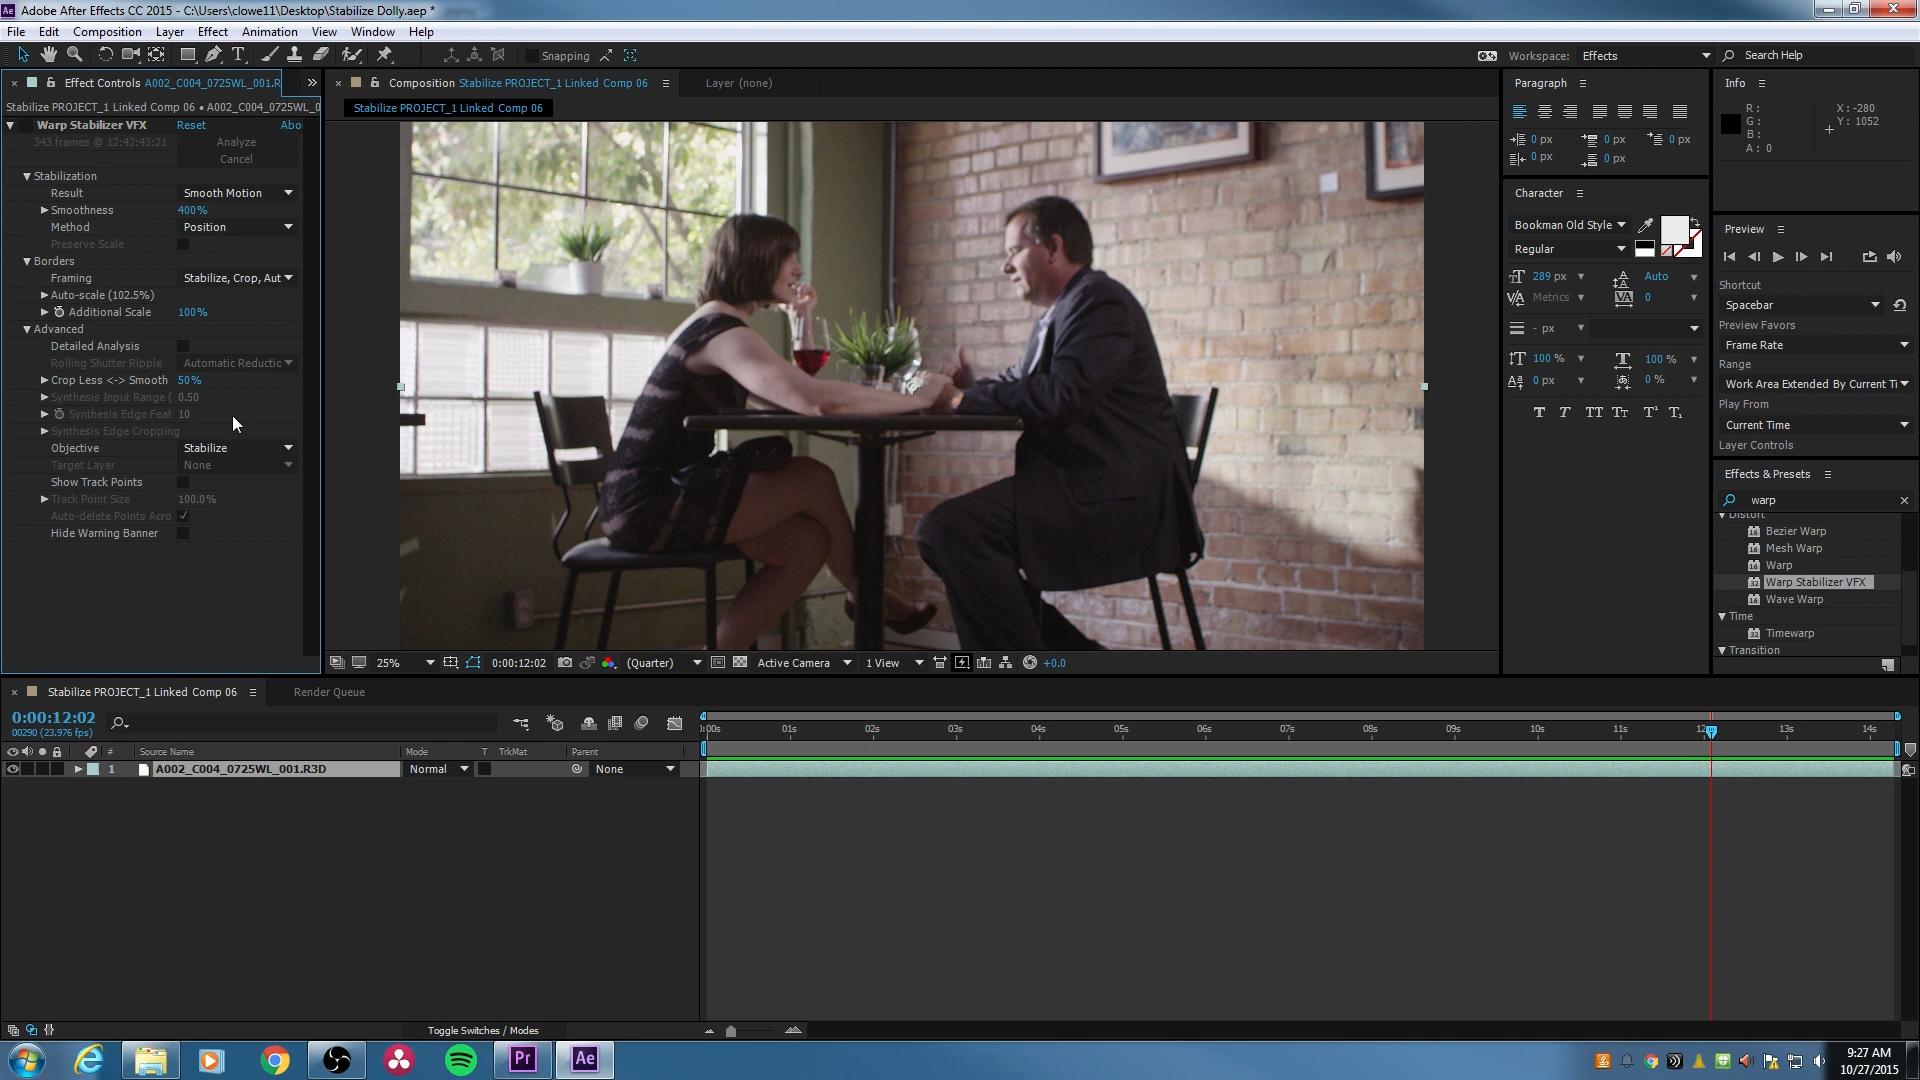 Adobe After Effects CC 2015 - C:\Users\clowe11\Desktop\Stabilize Dolly.aep *
File Edit Composition Layer Effect Animation View Window Help
Snapping
Workspace: Effects
Search Help
Effect Controls A002_C004_0725WL_001.R
Stabilize PROJECT_1 Linked Comp 06 • A002_C004_0725WL_0
Warp Stabilizer VFX Reset Abo
343 frames @ 12:42:43:21 Analyze
Cancel
Stabilization
Result Smooth Motion
Smoothness 400%
Method Position
Preserve Scale
Borders
Framing Stabilize, Crop, Aut
Auto-scale (102.5%)
Additional Scale 100%
Advanced
Detailed Analysis
Rolling Shutter Ripple Automatic Reductic
Crop Less <-> Smooth 50%
Synthesis Input Range ( 0.50
Synthesis Edge Feat 10
Synthesis Edge Cropping
Objective Stabilize
Target Layer None
Show Track Points
Track Point Size 100.0%
Auto-delete Points Acro
Hide Warning Banner
Composition Stabilize PROJECT_1 Linked Comp 06
Layer (none)
Stabilize PROJECT_1 Linked Comp 06
25% 0:00:12:02 (Quarter) Active Camera 1 View +0.0
Paragraph
0 px 0 px 0 px
0 px 0 px
Character
Bookman Old Style
Regular
289 px Auto
Metrics 0
- px
100 % 100 %
0 px 0 %
T T TT Tt T¹ T₁
Info
R :
G :
B :
A : 0
X : -280
Y : 1052
Preview
Shortcut
Spacebar
Preview Favors
Frame Rate
Range
Work Area Extended By Current Ti
Play From
Current Time
Layer Controls
Effects & Presets
warp
Distort
Bezier Warp
Mesh Warp
Warp
Warp Stabilizer VFX
Wave Warp
Time
Timewarp
Transition
Stabilize PROJECT_1 Linked Comp 06
Render Queue
0:00:12:02
00290 (23.976 fps)
# Source Name Mode T TrkMat Parent
1 A002_C004_0725WL_001.R3D Normal None
):00s 01s 02s 03s 04s 05s 06s 07s 08s 09s 10s 11s 12s 13s 14s
Toggle Switches / Modes
Pr Ae
9:27 AM
10/27/2015